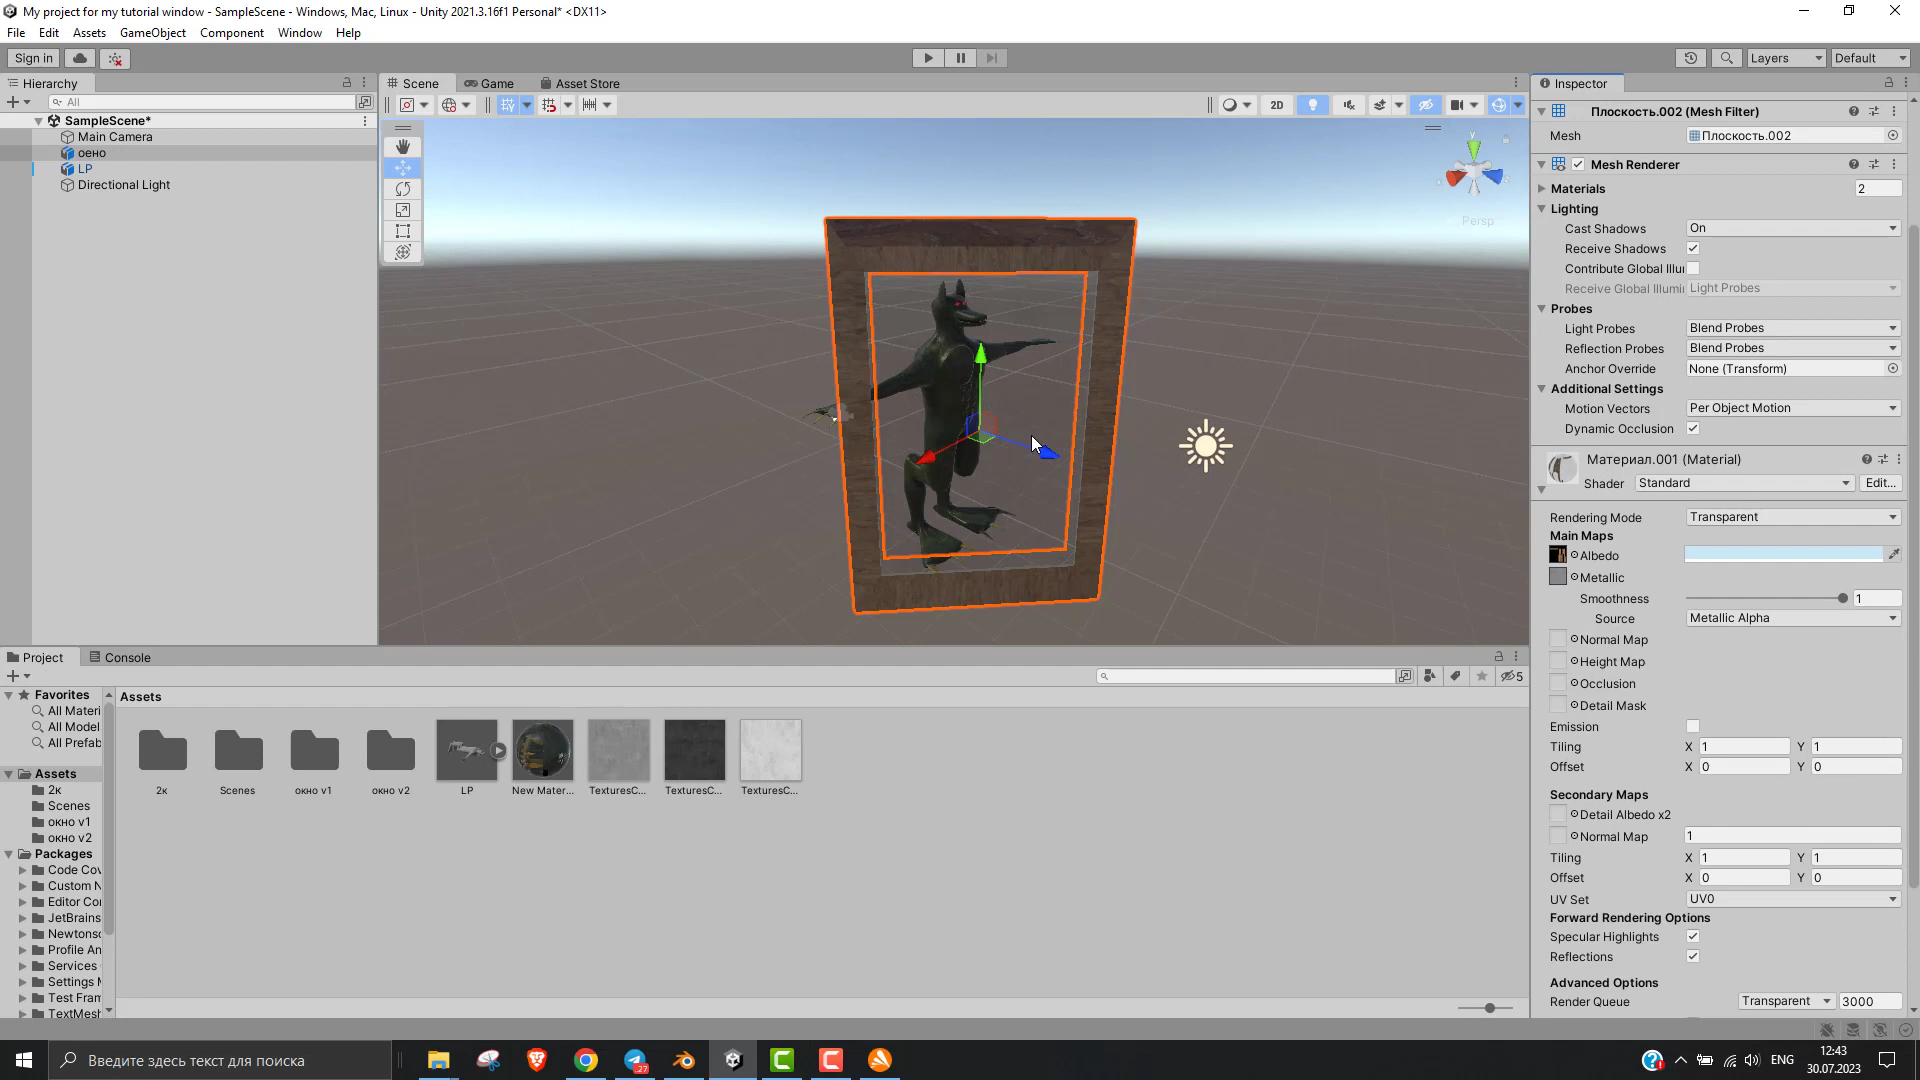 My project for my tutorial window - SampleScene - Windows, Mac, Linux - Unity 2021.3.16f1 Personal* <DX11>
File Edit Assets GameObject Component Window Help
Sign in
Layers
Default
Hierarchy
All
SampleScene*
Main Camera
оено
LP
Directional Light
Scene
Game
Asset Store
2D
y
Persp
Inspector
Плоскость.002 (Mesh Filter)
Mesh
Плоскость.002
Mesh Renderer
Materials
2
Lighting
Cast Shadows
On
Receive Shadows
Contribute Global Illu
Receive Global Illumi
Light Probes
Probes
Light Probes
Blend Probes
Reflection Probes
Blend Probes
Anchor Override
None (Transform)
Additional Settings
Motion Vectors
Per Object Motion
Dynamic Occlusion
Материал.001 (Material)
Shader
Standard
Edit...
Rendering Mode
Transparent
Main Maps
Albedo
Metallic
Smoothness
1
Source
Metallic Alpha
Normal Map
Height Map
Occlusion
Detail Mask
Emission
Tiling
X 1
Y 1
Offset
X 0
Y 0
Secondary Maps
Detail Albedo x2
Normal Map
1
Tiling
X 1
Y 1
Offset
X 0
Y 0
UV Set
UV0
Forward Rendering Options
Specular Highlights
Reflections
Advanced Options
Render Queue
Transparent
3000
Project
Console
5
Favorites
All Materi
All Model
All Prefab
Assets
2к
Scenes
окно v1
окно v2
Packages
Code Cov
Custom N
Editor Cor
JetBrains
Newtonso
Profile An
Services
Settings M
Test Fram
TextMesh
Assets
2к
Scenes
окно v1
окно v2
LP
New Mater...
TexturesC...
TexturesC...
TexturesC...
Введите здесь текст для поиска
27
ENG
12:43
30.07.2023